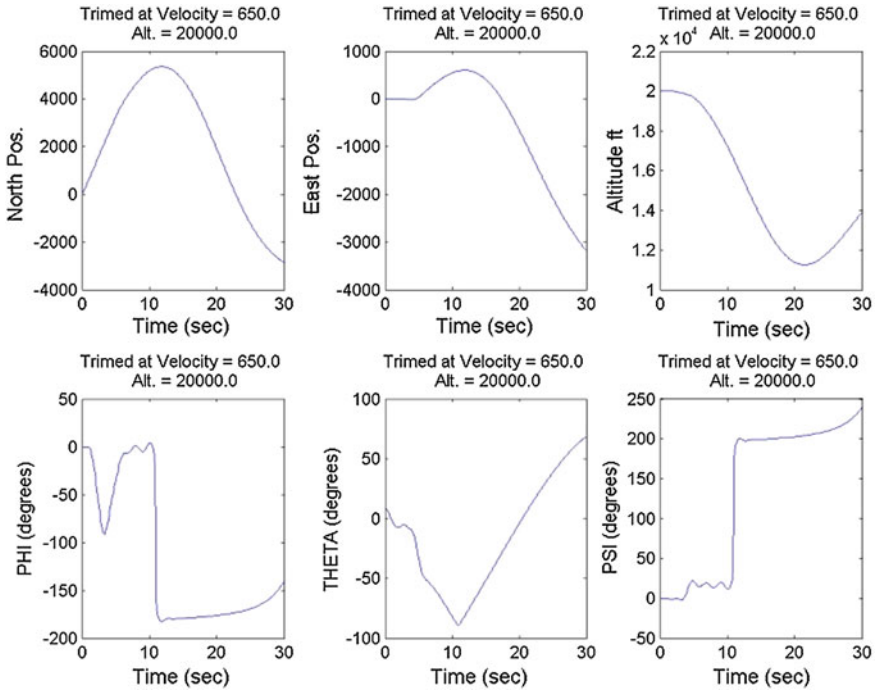 Trimed at Velocity = 650.0
Alt. = 20000.0
6000
4000
2000
0
-2000
-4000
North Pos.
0 10 20 30
Time (sec)
Trimed at Velocity = 650.0
Alt. = 20000.0
1000
0
-1000
-2000
-3000
-4000
East Pos.
0 10 20 30
Time (sec)
Trimed at Velocity = 650.0
x 10⁴ Alt. = 20000.0
2.2
2
1.8
1.6
1.4
1.2
1
Altitude ft
0 10 20 30
Time (sec)
Trimed at Velocity = 650.0
Alt. = 20000.0
50
0
-50
-100
-150
-200
PHI (degrees)
0 10 20 30
Time (sec)
Trimed at Velocity = 650.0
Alt. = 20000.0
100
50
0
-50
-100
THETA (degrees)
0 10 20 30
Time (sec)
Trimed at Velocity = 650.0
Alt. = 20000.0
250
200
150
100
50
0
-50
PSI (degrees)
0 10 20 30
Time (sec)